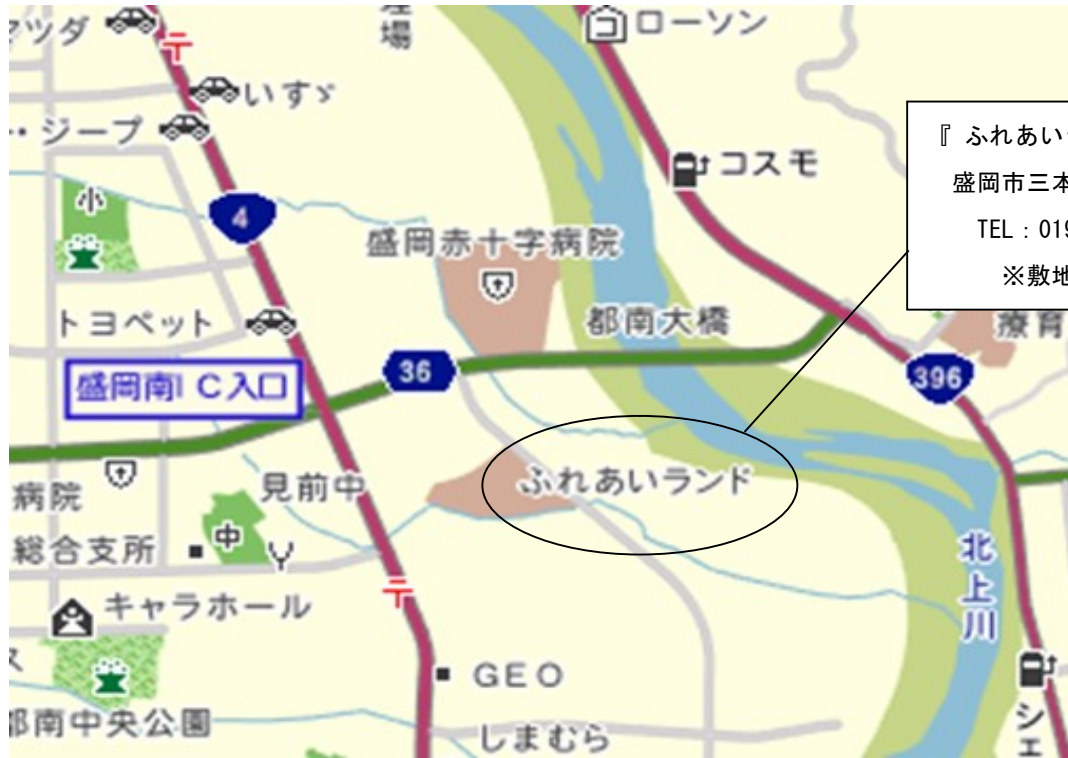 マツダ
〒
場
ローソン
いすゞ
・ジープ
コスモ
『 ふれあい
盛岡市三本
TEL：019
※敷地
小
4
盛岡赤十字病院
都南大橋
療育
トヨペット
盛岡南ＩＣ入口
36
396
病院
見前中
ふれあいランド
総合支所
中
〒
北上川
キャラホール
GEO
都南中央公園
しまむら
シェ